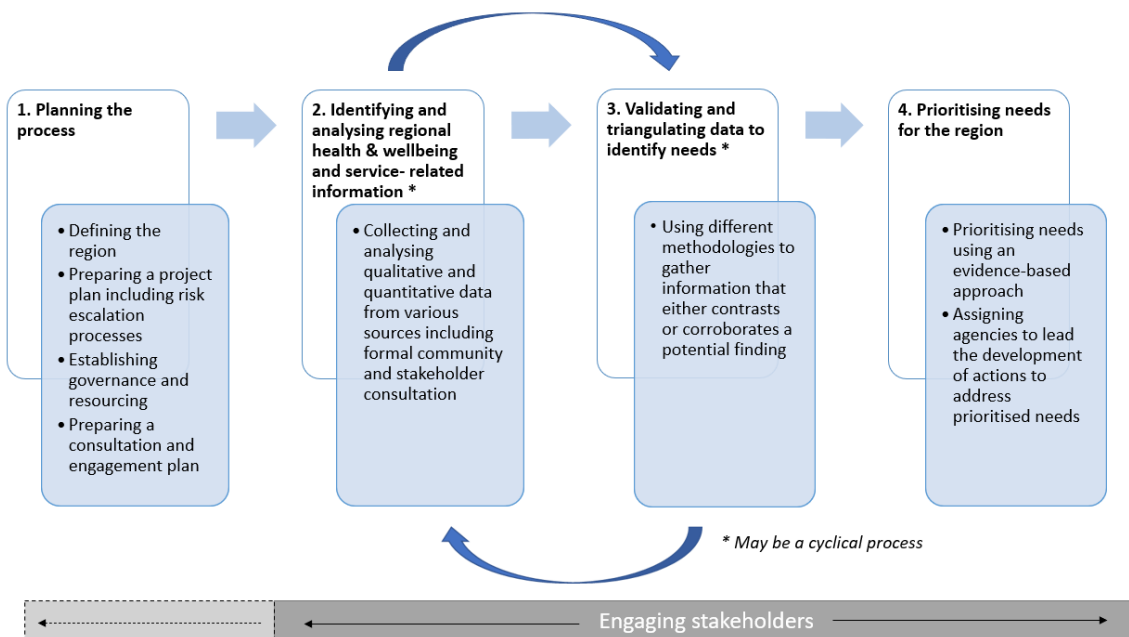 1. Planning the
process
• Defining the
region
• Preparing a project
plan including risk
escalation
processes
• Establishing
governance and
resourcing
• Preparing a
consultation and
engagement plan
2. Identifying and
analysing regional
health & wellbeing
and service- related
information *
• Collecting and
analysing
qualitative and
quantitative data
from various
sources including
formal community
and stakeholder
consultation
3. Validating and
triangulating data to
identify needs *
• Using different
methodologies to
gather
information that
either contrasts
or corroborates a
potential finding
4. Prioritising needs
for the region
• Prioritising needs
using an
evidence-based
approach
• Assigning
agencies to lead
the development
of actions to
address
prioritised needs
* May be a cyclical process
Engaging stakeholders